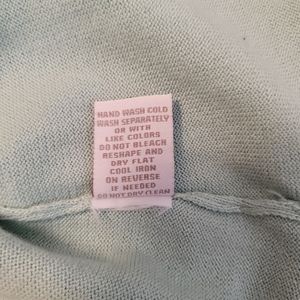 HAND WASH COLD
WASH SEPARATELY
OR WITH
LIKE COLORS
DO NOT BLEACH
RESHAPE AND
DRY FLAT
COOL IRON
ON REVERSE
IF NEEDED
DO NOT DRY CLEAN